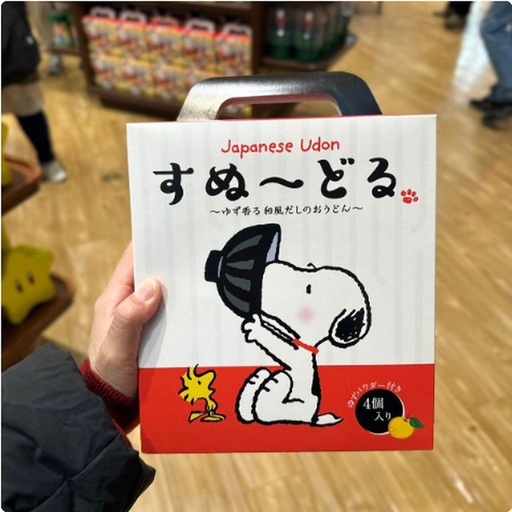 Japanese Udon
すぬ〜どる
〜ゆず香る和風だしのおうどん〜
ゆずパウダー付き
4個
入り